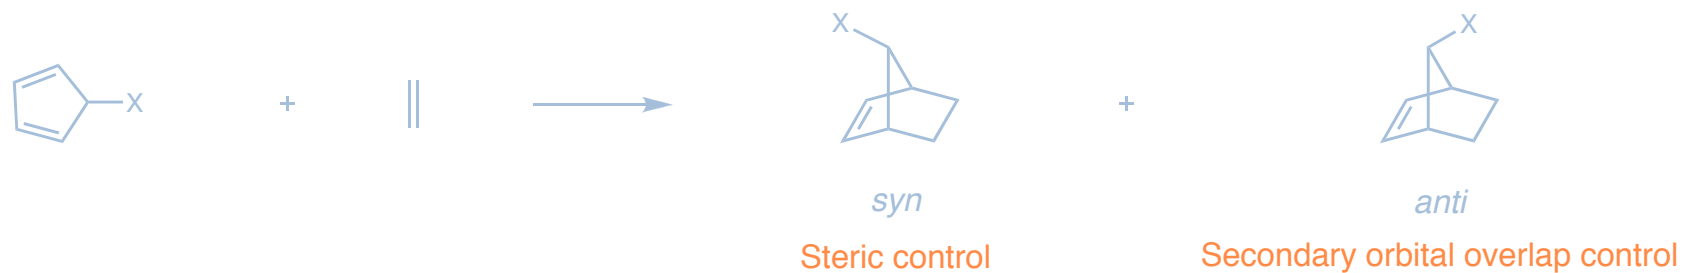 X + + X X
syn anti
Steric control Secondary orbital overlap control